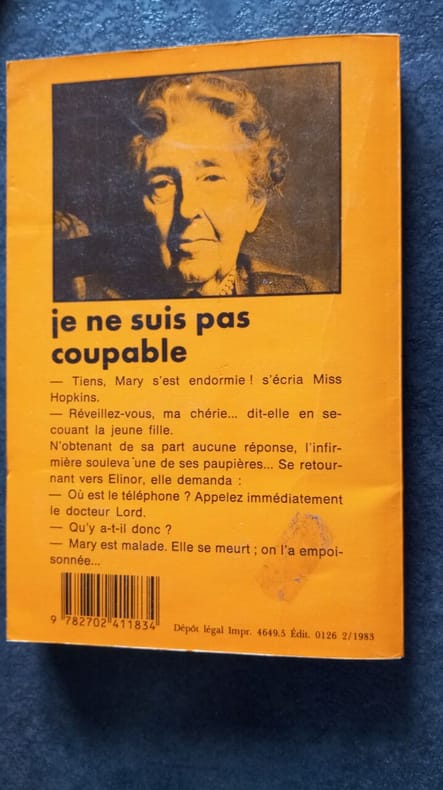 je ne suis pas
coupable
— Tiens, Mary s'est endormie ! s'écria Miss
Hopkins.
— Réveillez-vous, ma chérie... dit-elle en se-
couant la jeune fille.
N'obtenant de sa part aucune réponse, l'infir-
mière souleva une de ses paupières... Se retour-
nant vers Elinor, elle demanda :
— Où est le téléphone ? Appelez immédiatement
le docteur Lord.
— Qu'y a-t-il donc ?
— Mary est malade. Elle se meurt ; on l'a empoi-
sonnée...
9 782702 411834
Dépôt légal Impr. 4649.5 Édit. 0126 2/1983